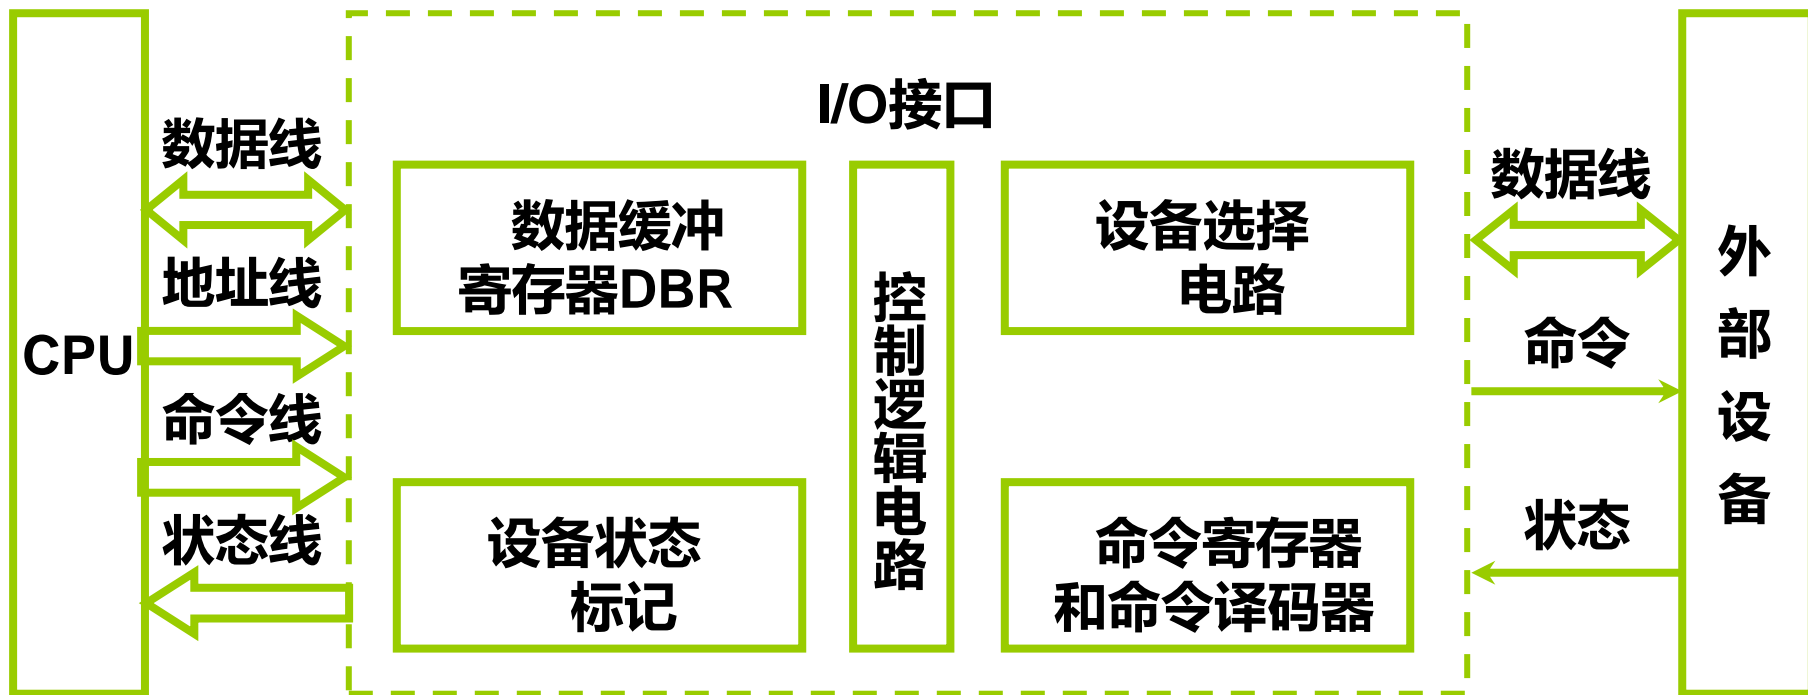 CPU
数据线
地址线
命令线
状态线
I/O接口
数据缓冲
寄存器DBR
设备状态
标记
控制逻辑电路
设备选择
电路
命令寄存器
和命令译码器
数据线
命令
状态
外部设备